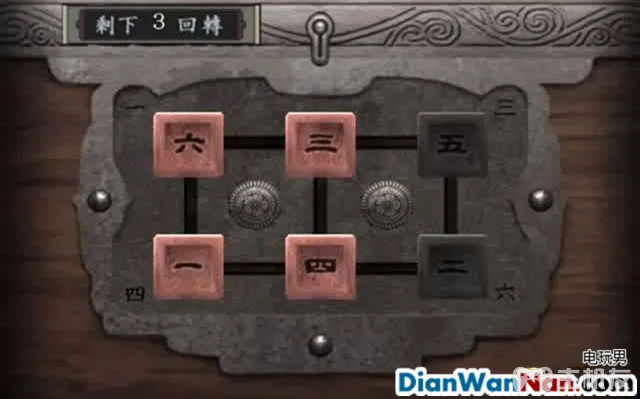 剩下 3 回轉
一 三
六 三 五
一 四 二
四 六
电玩男
DianWanNan.com